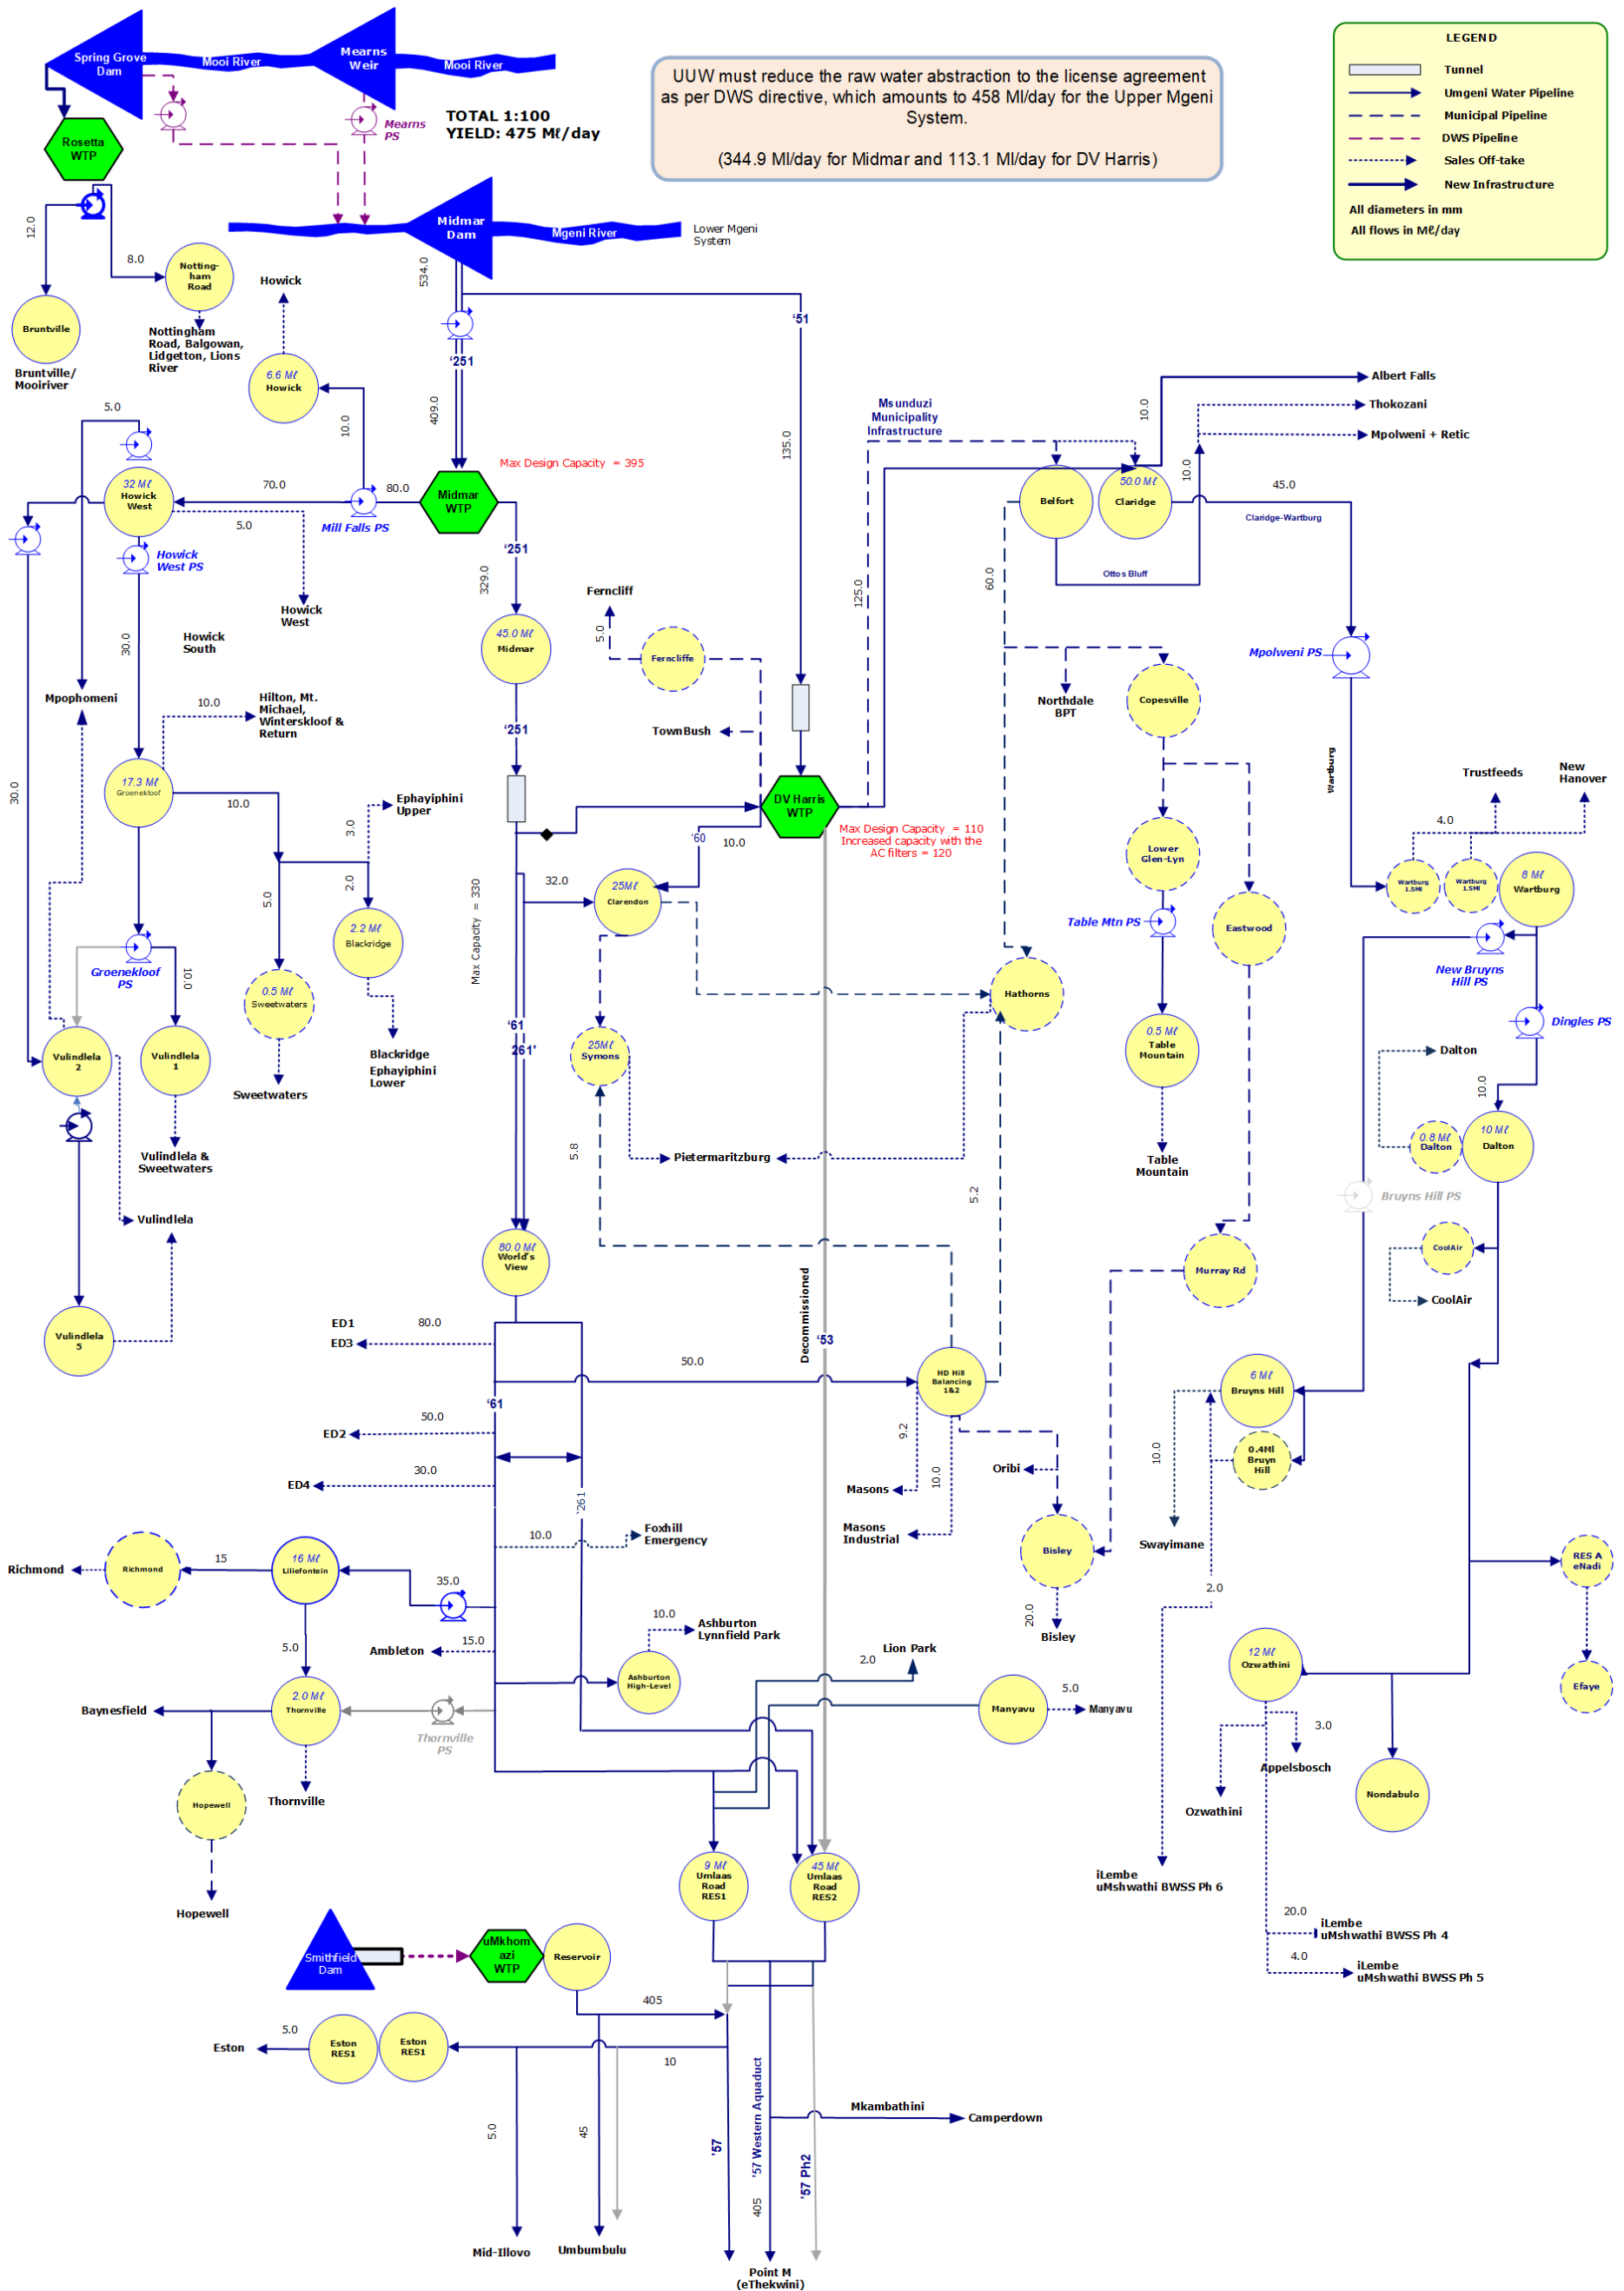 Spring Grove
Dam
Mooi River
Mearns
Weir
Mooi River
LEGEND
Tunnel
Umgeni Water Pipeline
Municipal Pipeline
DWS Pipeline
Sales Off-take
New Infrastructure
All diameters in mm
All flows in Mℓ/day
UUW must reduce the raw water abstraction to the license agreement
as per DWS directive, which amounts to 458 Ml/day for the Upper Mgeni
System.
(344.9 Ml/day for Midmar and 113.1 Ml/day for DV Harris)
TOTAL 1:100
YIELD: 475 Mℓ/day
Mearns
PS
Rosetta
WTP
12.0
8.0
Notting-
ham
Road
Bruntville
Bruntville/
Mooiriver
Nottingham
Road, Balgowan,
Lidgetton, Lions
River
Midmar
Dam
Mgeni River
Lower Mgeni
System
534.0
'51
'251
409.0
135.0
Howick
6.6 Mℓ
Howick
10.0
5.0
32 Mℓ
Howick
West
70.0
80.0
Mill Falls PS
5.0
Howick
West PS
Howick
West
Midmar
WTP
Max Design Capacity = 395
'251
329.0
45.0 Mℓ
Midmar
'251
Msunduzi
Municipality
Infrastructure
125.0
Belfort
50.0 Mℓ
Claridge
10.0
10.0
Albert Falls
Thokozani
Mpolweni + Retic
45.0
Claridge-Wartburg
Ottos Bluff
60.0
Mpolweni PS
Wartburg
Ferncliff
5.0
Ferncliffe
TownBush
Northdale
BPT
Copesville
30.0
Howick
South
Mpophomeni
10.0
Hilton, Mt.
Michael,
Winterskloof &
Return
30.0
17.3 Mℓ
Groenekloof
10.0
3.0
Ephayiphini
Upper
5.0
2.0
2.2 Mℓ
Blackridge
0.5 Mℓ
Sweetwaters
Sweetwaters
Blackridge
Ephayiphini
Lower
Groenekloof
PS
10.0
Vulindlela
2
Vulindlela
1
Vulindlela &
Sweetwaters
Vulindlela
Vulindlela
5
DV Harris
WTP
Max Design Capacity = 110
Increased capacity with the
AC filters = 120
'60
10.0
32.0
25Mℓ
Clarendon
Max Capacity = 330
'61
261'
25Mℓ
Symons
Hathorns
Pietermaritzburg
5.8
5.2
Lower
Glen-Lyn
Table Mtn PS
Eastwood
0.5 Mℓ
Table
Mountain
Table
Mountain
Murray Rd
Trustfeeds
New
Hanover
4.0
Wartburg
1.5Ml
Wartburg
1.5Ml
8 Mℓ
Wartburg
New Bruyns
Hill PS
Dingles PS
Dalton
10.0
0.8 Mℓ
Dalton
10 Mℓ
Dalton
Bruyns Hill PS
CoolAir
CoolAir
80.0 Mℓ
World's
View
ED1
ED3
80.0
50.0
'61
ED2
50.0
ED4
30.0
'261
Decommissioned
'53
HD Hill
Balancing
1&2
9.2
10.0
Masons
Masons
Industrial
Oribi
Bisley
20.0
Bisley
6 Mℓ
Bruyns Hill
0.4Ml
Bruyn
Hill
10.0
Swayimane
2.0
10.0
Foxhill
Emergency
Richmond
Richmond
15
16 Mℓ
Liliefontein
35.0
5.0
Ambleton
15.0
10.0
Ashburton
Lynnfield Park
Ashburton
High-Level
Baynesfield
2.0 Mℓ
Thornville
Thornville
PS
Thornville
Hopewell
Hopewell
Lion Park
2.0
Manyavu
5.0
Manyavu
RES A
eNadi
Efaye
12 Mℓ
Ozwathini
3.0
Appelsbosch
Ozwathini
Nondabulo
iLembe
uMshwathi BWSS Ph 6
20.0
iLembe
uMshwathi BWSS Ph 4
4.0
iLembe
uMshwathi BWSS Ph 5
9 Mℓ
Umlaas
Road
RES1
45 Mℓ
Umlaas
Road
RES2
Smithfield
Dam
uMkhom
azi
WTP
Reservoir
405
Eston
5.0
Eston
RES1
Eston
RES1
10
5.0
45
'57
'57 Western Aquaduct
405
'57 Ph2
Mkambathini
Camperdown
Mid-Illovo
Umbumbulu
Point M
(eThekwini)